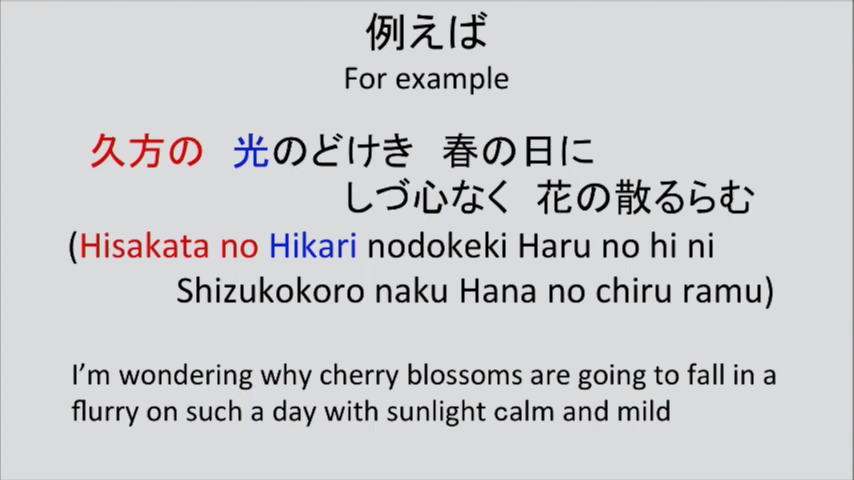 例えば
For example
久方の 光のどけき 春の日に
しづ心なく 花の散るらむ
(Hisakata no Hikari nodokeki Haru no hi ni
Shizukokoro naku Hana no chiru ramu)
I'm wondering why cherry blossoms are going to fall in a
flurry on such a day with sunlight calm and mild